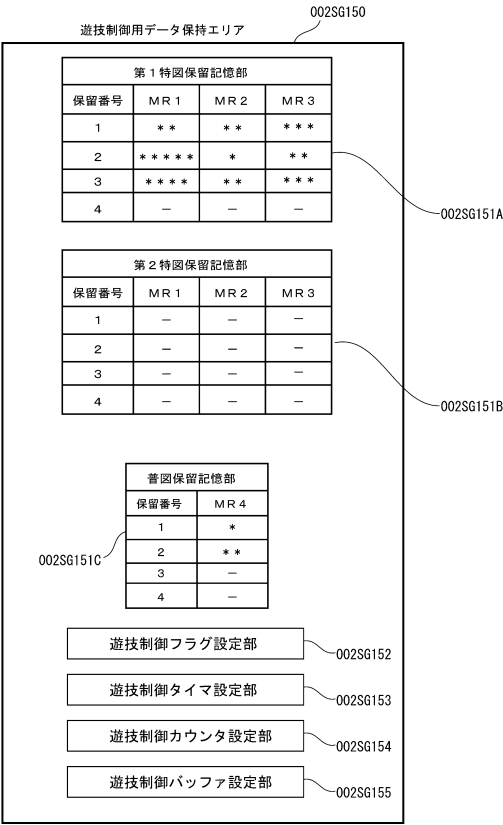 002SG150
遊技制御用データ保持エリア
第1特図保留記憶部
保留番号 MR1 MR2 MR3
1 ** ** ***
2 ***** * **
3 **** ** ***
4 － － －
002SG151A
第2特図保留記憶部
保留番号 MR1 MR2 MR3
1 － － －
2 － － －
3 － － －
4 － － －
002SG151B
普図保留記憶部
保留番号 MR4
1 *
2 **
3 －
4 －
002SG151C
遊技制御フラグ設定部
002SG152
遊技制御タイマ設定部
002SG153
遊技制御カウンタ設定部
002SG154
遊技制御バッファ設定部
002SG155